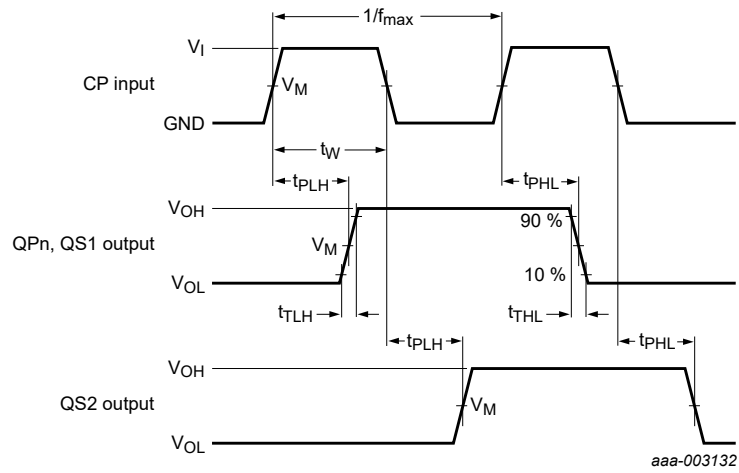 1/fmax
VI
CP input
VM
GND
tW
tPLH
tPHL
VOH
90 %
QPn, QS1 output
VM
10 %
VOL
tTLH
tTHL
tPLH
tPHL
VOH
QS2 output
VM
VOL
aaa-003132